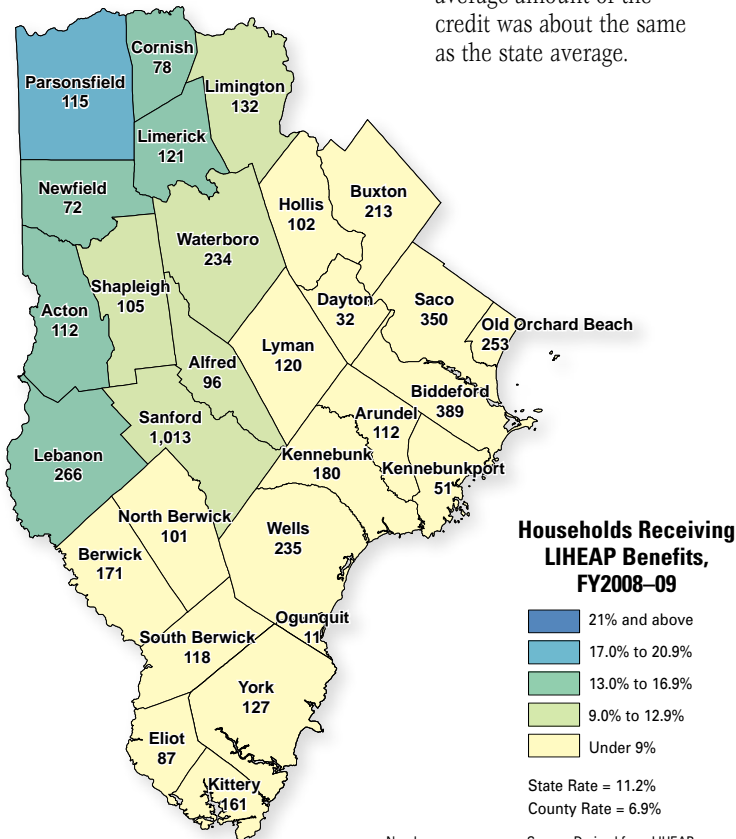 average amount of the
credit was about the same
as the state average.
Cornish
78
Parsonsfield
115
Limington
132
Limerick
121
Newfield
72
Hollis
102
Buxton
213
Waterboro
234
Shapleigh
105
Acton
112
Dayton
32
Saco
350
Old Orchard Beach
253
Lyman
120
Alfred
96
Biddeford
389
Arundel
112
Sanford
1,013
Lebanon
266
Kennebunk
180
Kennebunkport
51
North Berwick
101
Wells
235
Berwick
171
Ogunquit
11
South Berwick
118
York
127
Eliot
87
Kittery
161
Households Receiving
LIHEAP Benefits,
FY2008–09
21% and above
17.0% to 20.9%
13.0% to 16.9%
9.0% to 12.9%
Under 9%
State Rate = 11.2%
County Rate = 6.9%